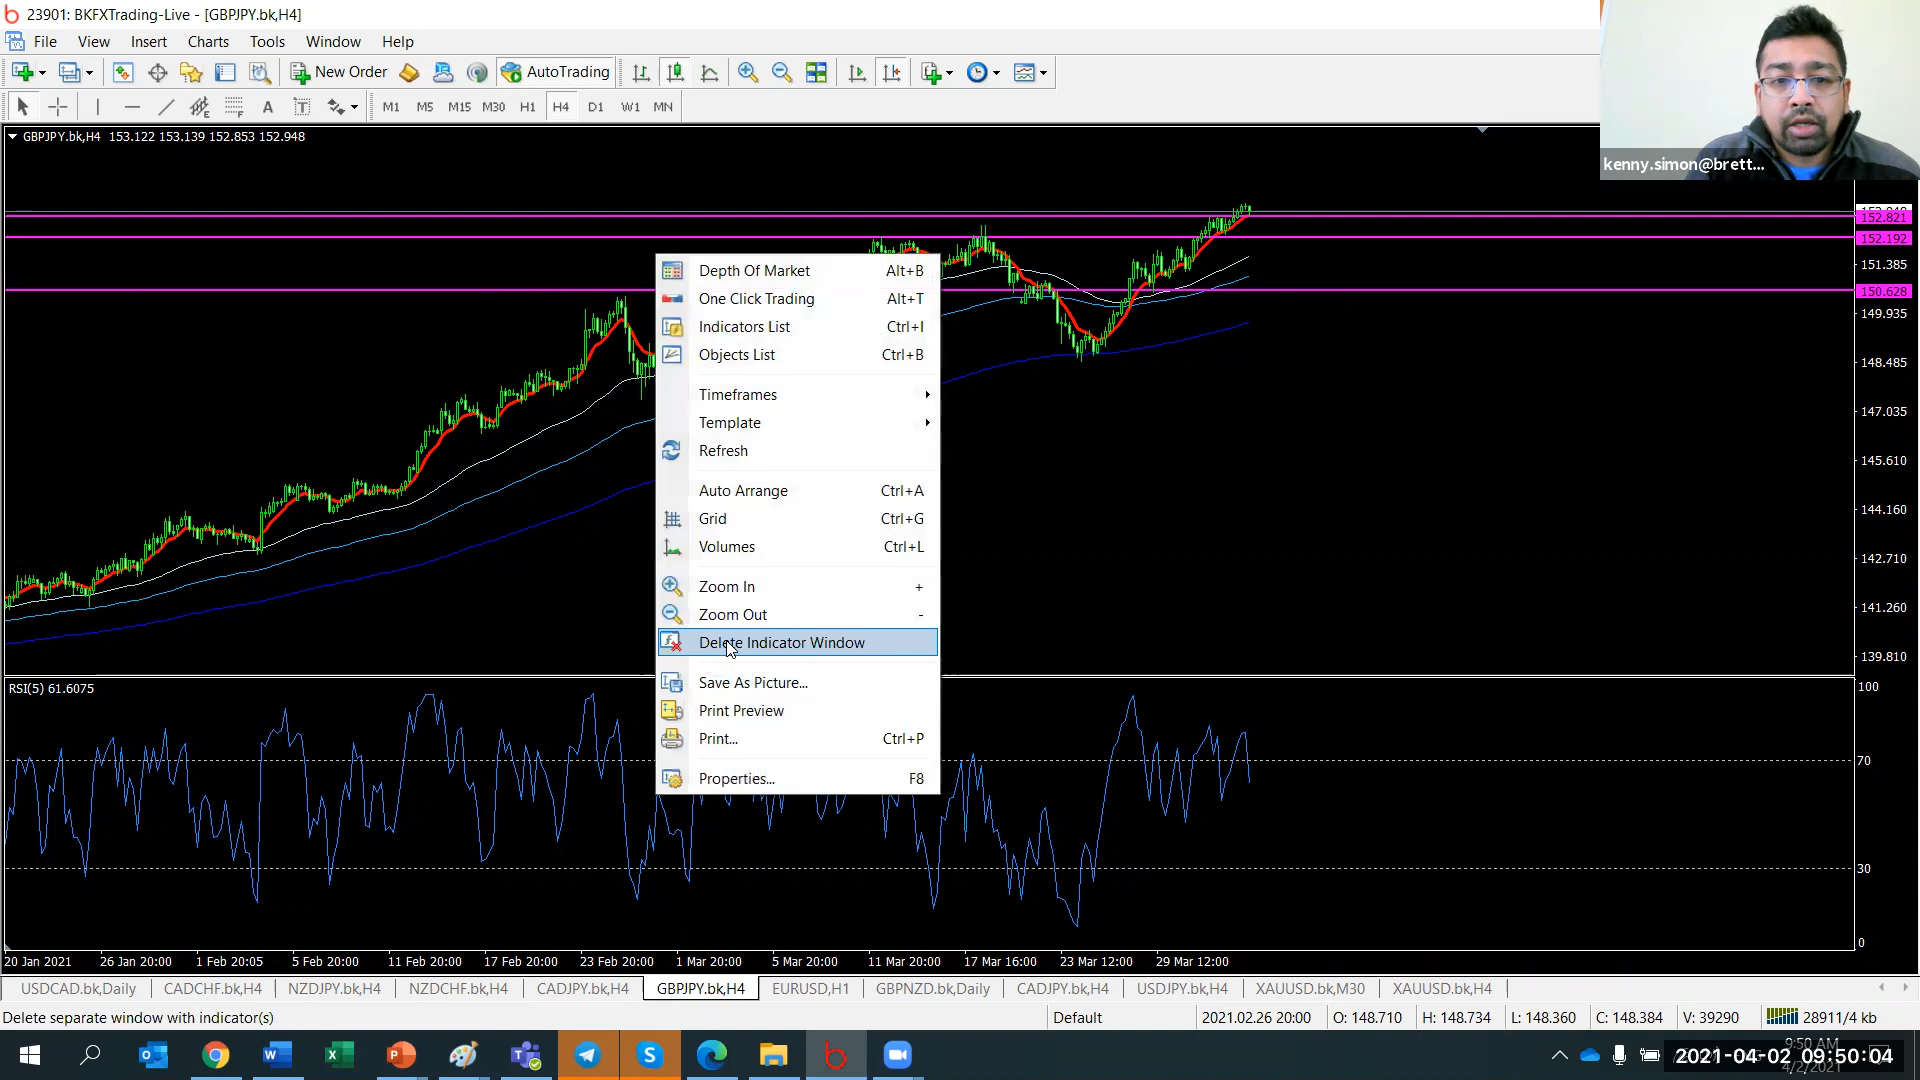 23901: BKFXTrading-Live - [GBPJPY.bk,H4]
File View Insert Charts Tools Window Help
New Order AutoTrading
M1 M5 M15 M30 H1 H4 D1 W1 MN
kenny.simon@brett...
GBPJPY.bk,H4 153.122 153.139 152.853 152.948
152.821
152.192
151.385
150.628
149.935
148.485
147.035
145.610
144.160
142.710
141.260
139.810
Depth Of Market Alt+B
One Click Trading Alt+T
Indicators List Ctrl+I
Objects List Ctrl+B
Timeframes
Template
Refresh
Auto Arrange Ctrl+A
Grid Ctrl+G
Volumes Ctrl+L
Zoom In +
Zoom Out -
Delete Indicator Window
Save As Picture...
Print Preview
Print... Ctrl+P
Properties... F8
RSI(5) 61.6075
100
70
30
0
20 Jan 2021 26 Jan 20:00 1 Feb 20:05 5 Feb 20:00 11 Feb 20:00 17 Feb 20:00 23 Feb 20:00 1 Mar 20:00 5 Mar 20:00 11 Mar 20:00 17 Mar 16:00 23 Mar 12:00 29 Mar 12:00
USDCAD.bk,Daily CADCHF.bk,H4 NZDJPY.bk,H4 NZDCHF.bk,H4 CADJPY.bk,H4 GBPJPY.bk,H4 EURUSD,H1 GBPNZD.bk,Daily CADJPY.bk,H4 USDJPY.bk,H4 XAUUSD.bk,M30 XAUUSD.bk,H4
Delete separate window with indicator(s) Default 2021.02.26 20:00 O: 148.710 H: 148.734 L: 148.360 C: 148.384 V: 39290 28911/4 kb
9:50 AM
2021-04-02 09:50:04
4/2/2021